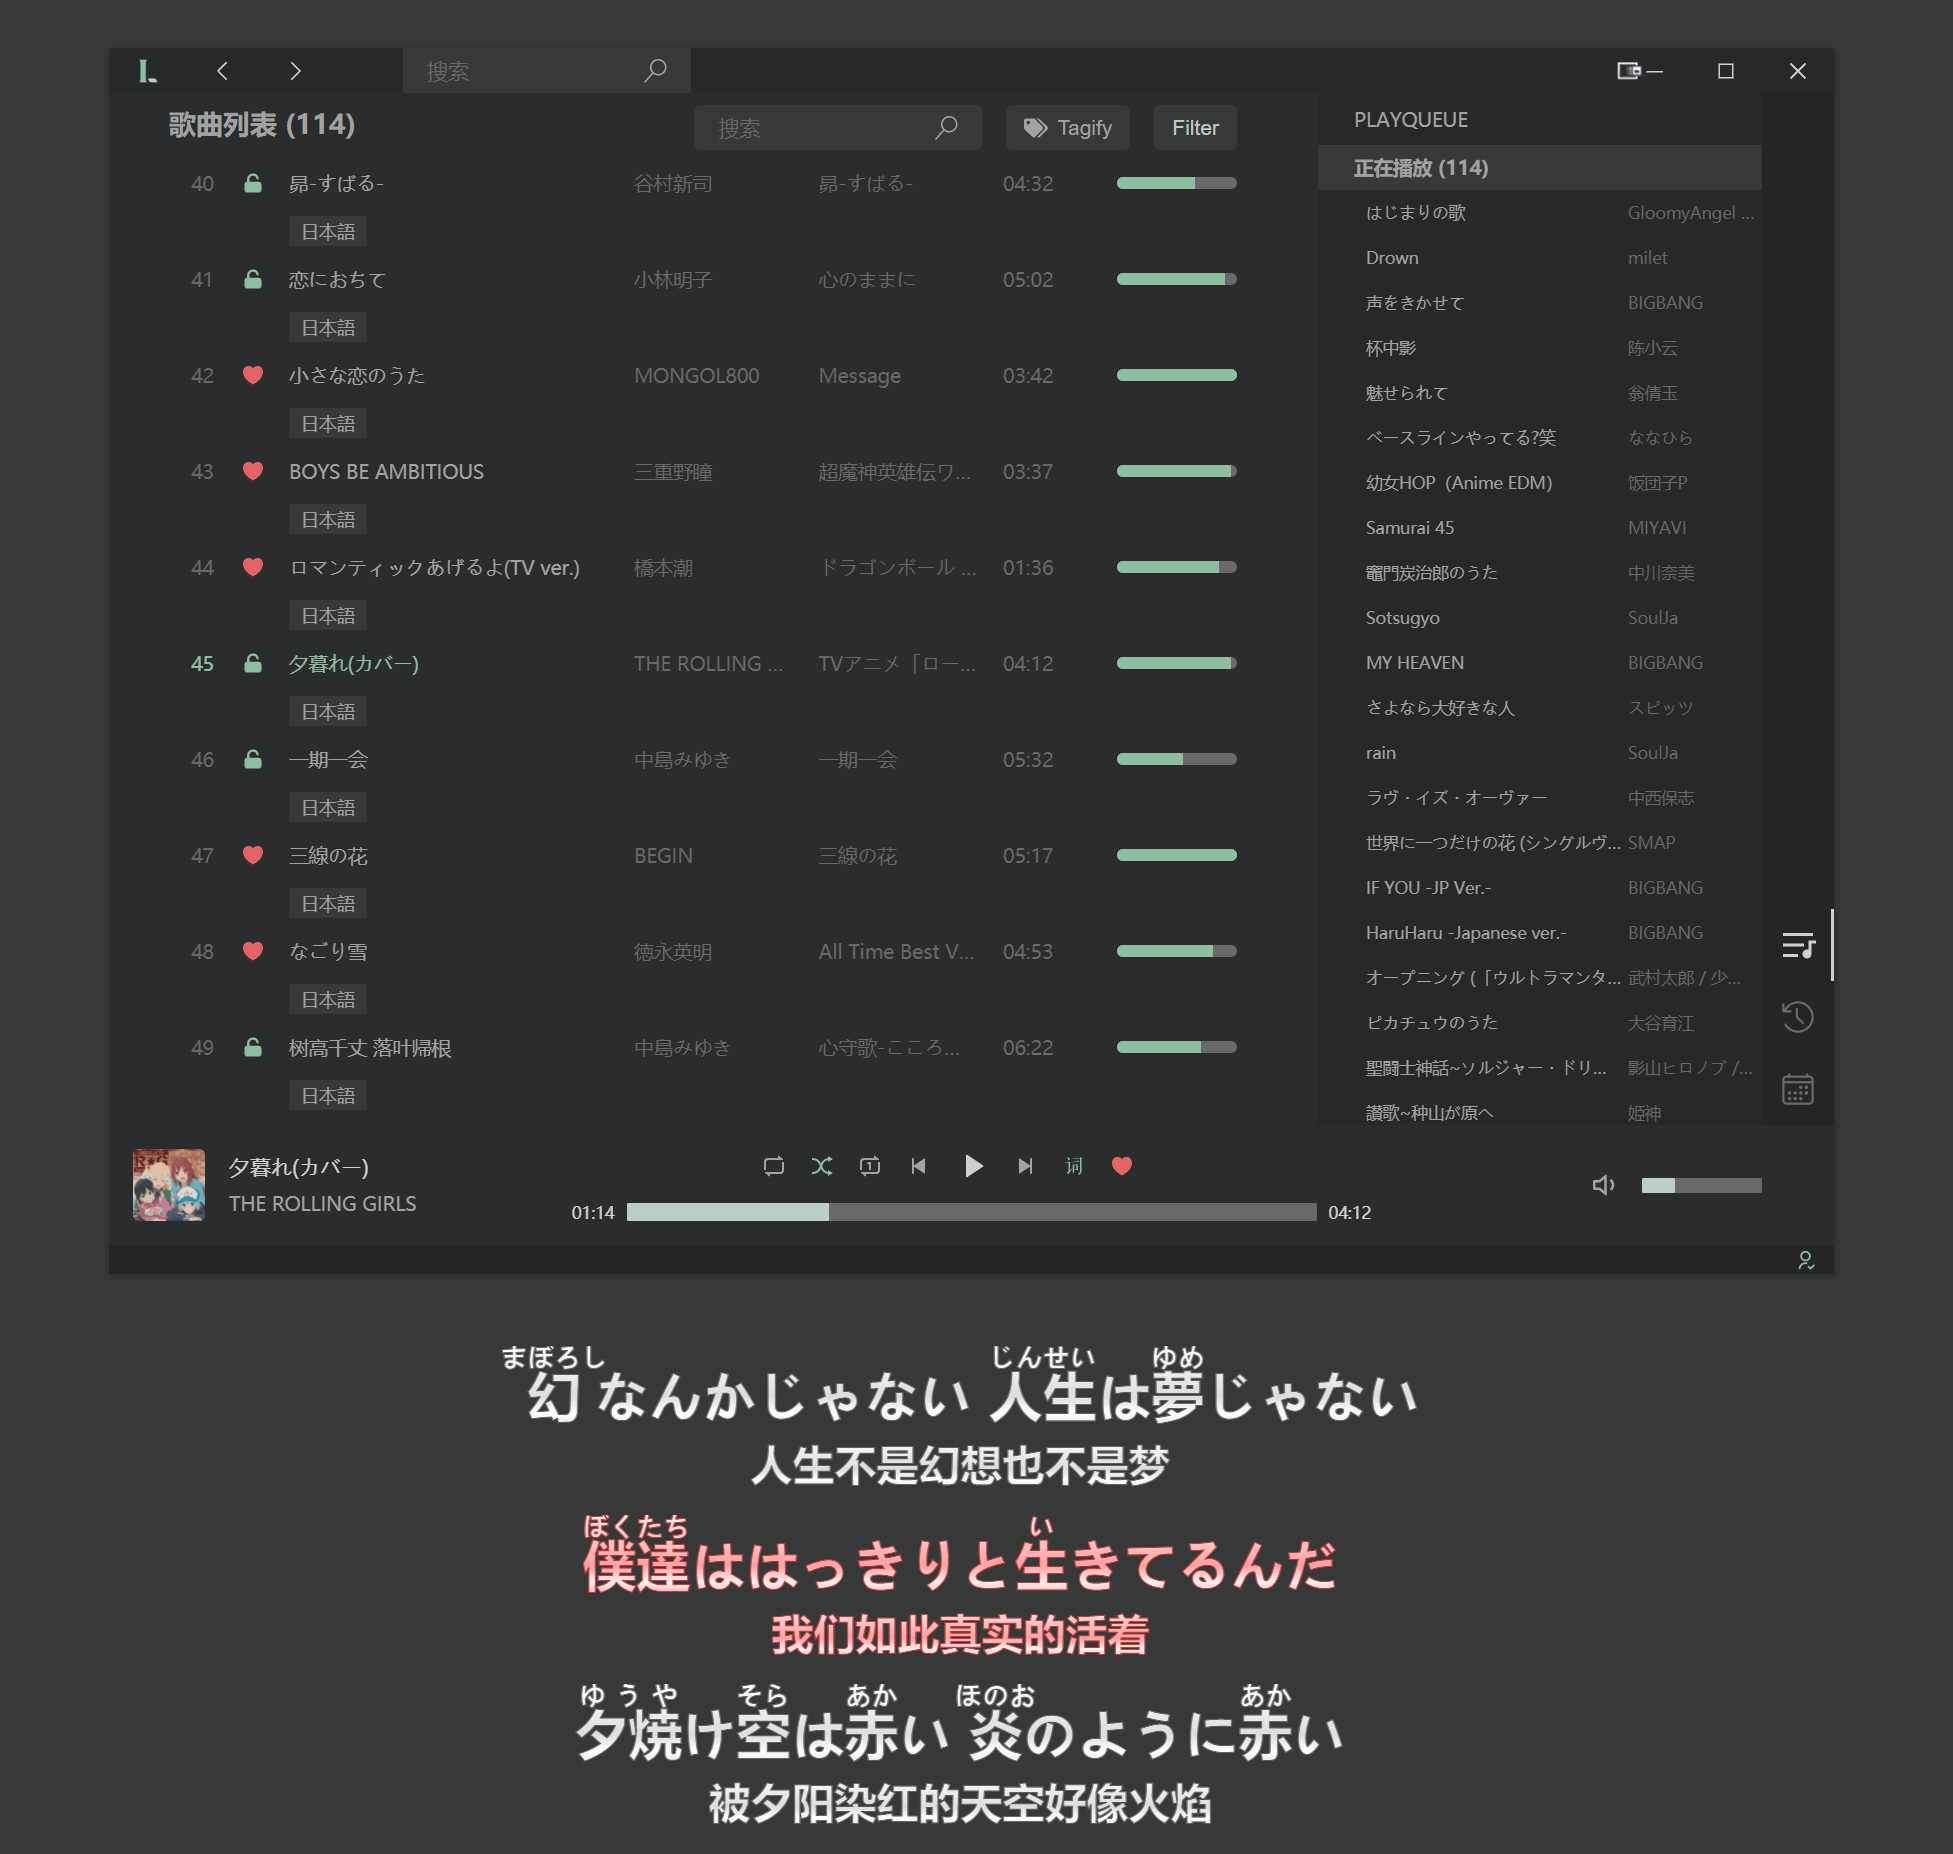 L
搜索
歌曲列表 (114)
搜索
Tagify
Filter
40 昴-すばる- 谷村新司 昴-すばる- 04:32
日本語
41 恋におちて 小林明子 心のままに 05:02
日本語
42 小さな恋のうた MONGOL800 Message 03:42
日本語
43 BOYS BE AMBITIOUS 三重野瞳 超魔神英雄伝ワ... 03:37
日本語
44 ロマンティックあげるよ(TV ver.) 橋本潮 ドラゴンボール ... 01:36
日本語
45 夕暮れ(カバー) THE ROLLING ... TVアニメ「ロー... 04:12
日本語
46 一期一会 中島みゆき 一期一会 05:32
日本語
47 三線の花 BEGIN 三線の花 05:17
日本語
48 なごり雪 徳永英明 All Time Best V... 04:53
日本語
49 树高千丈 落叶帰根 中島みゆき 心守歌-こころ... 06:22
日本語
PLAYQUEUE
正在播放 (114)
はじまりの歌 GloomyAngel ...
Drown milet
声をきかせて BIGBANG
杯中影 陈小云
魅せられて 翁倩玉
ベースラインやってる?笑 ななひら
幼女HOP（Anime EDM） 饭団子P
Samurai 45 MIYAVI
竈門炭治郎のうた 中川奈美
Sotsugyo SoulJa
MY HEAVEN BIGBANG
さよなら大好きな人 スピッツ
rain SoulJa
ラヴ・イズ・オーヴァー 中西保志
世界に一つだけの花 (シングルヴ... SMAP
IF YOU -JP Ver.- BIGBANG
HaruHaru -Japanese ver.- BIGBANG
オープニング (「ウルトラマンタ... 武村太郎 / 少...
ピカチュウのうた 大谷育江
聖闘士神話~ソルジャー・ドリ... 影山ヒロノブ /...
讃歌~种山が原へ 姫神
夕暮れ(カバー)
THE ROLLING GIRLS
词
01:14
04:12
まぼろし じんせい ゆめ
幻 なんかじゃない 人生は夢じゃない
人生不是幻想也不是梦
ぼくたち い
僕達ははっきりと生きてるんだ
我们如此真实的活着
ゆうや そら あか ほのお あか
夕焼け空は赤い 炎のように赤い
被夕阳染红的天空好像火焰